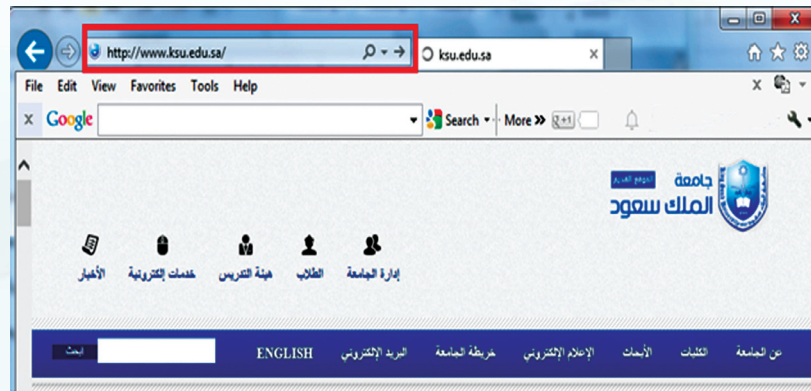 http://www.ksu.edu.sa/
ksu.edu.sa
File Edit View Favorites Tools Help
Google Search More »
جامعة
الملك سعود
إدارة الجامعة الطلاب هيئة التدريس خدمات إلكترونية الأخبار
عن الجامعة الكليات الأبحاث الإعلام الإلكتروني خريطة الجامعة البريد الإلكتروني ENGLISH ابحث